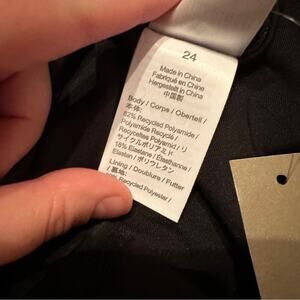 24
Made in China
Fabriqué en Chine
Hergestellt in China
中国製
Body / Corps / Oberteil /
本体:
82% Recycled Polyamide /
Polyamide Recyclé /
Recyceltes Polyamid / リ
サイクルポリアミド
18% Elastane / Élasthanne /
Elastan / ポリウレタン
Lining / Doublure / Futter
/ 裏地:
Recycled Polyester /